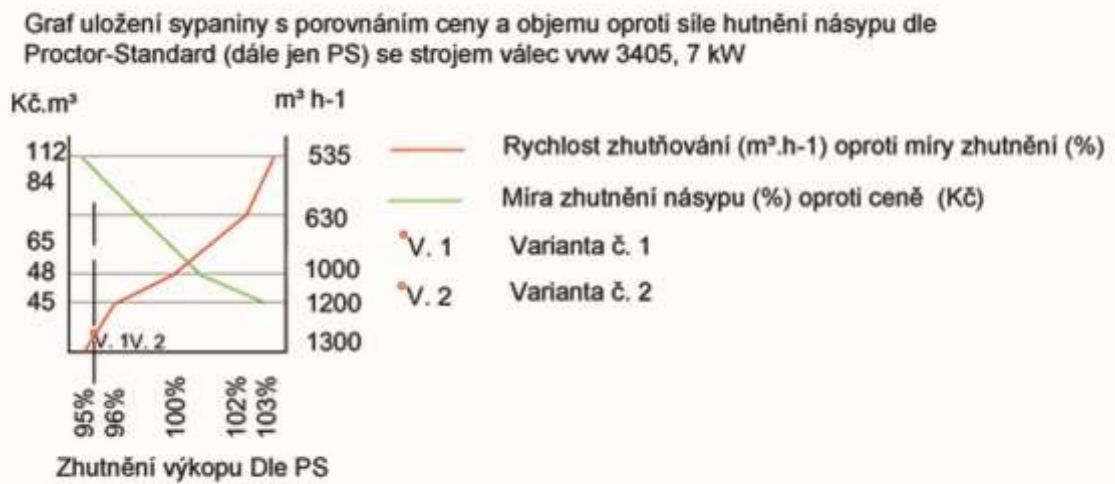 Graf uložení sypaniny s porovnáním ceny a objemu oproti síle hutnění násypu dle
Proctor-Standard (dále jen PS) se strojem válec vvw 3405, 7 kW
Kč.m³
m³ h-1
112
84
65
48
45
535
630
1000
1200
1300
Rychlost zhutňování (m³.h-1) oproti míry zhutnění (%)
Míra zhutnění násypu (%) oproti ceně (Kč)
V. 1 Varianta č. 1
V. 2 Varianta č. 2
V. 1V. 2
95%
96%
100%
102%
103%
Zhutnění výkopu Dle PS